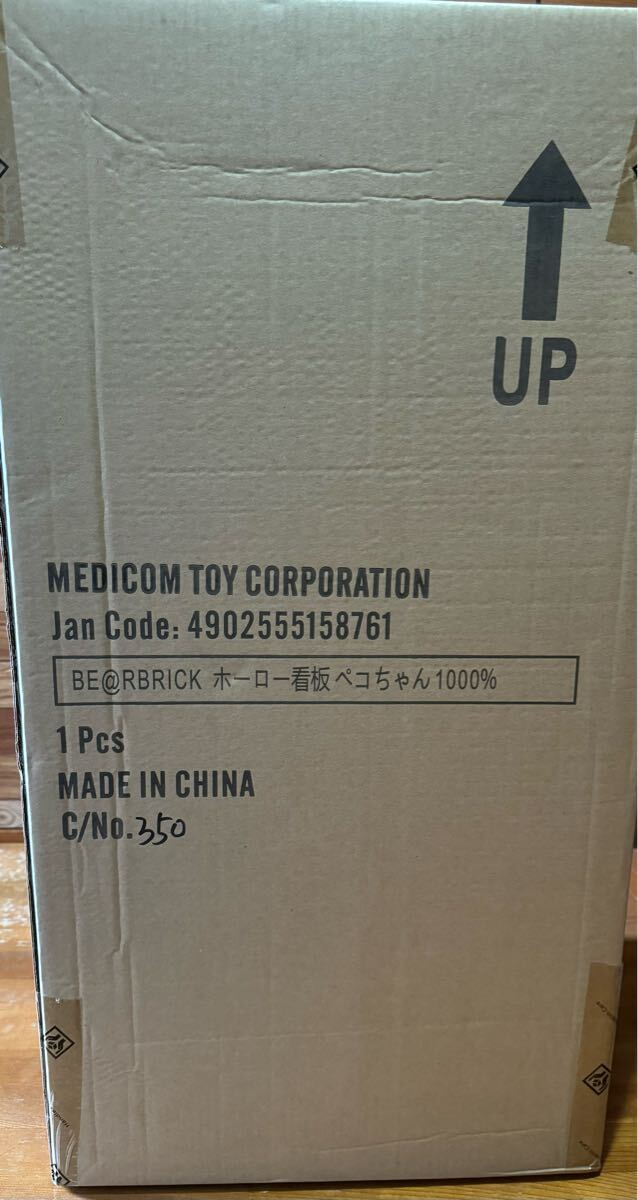 UP
MEDICOM TOY CORPORATION
Jan Code: 4902555158761
BE@RBRICK ホーロー看板 ペコちゃん 1000%
1 Pcs
MADE IN CHINA
C/No.350